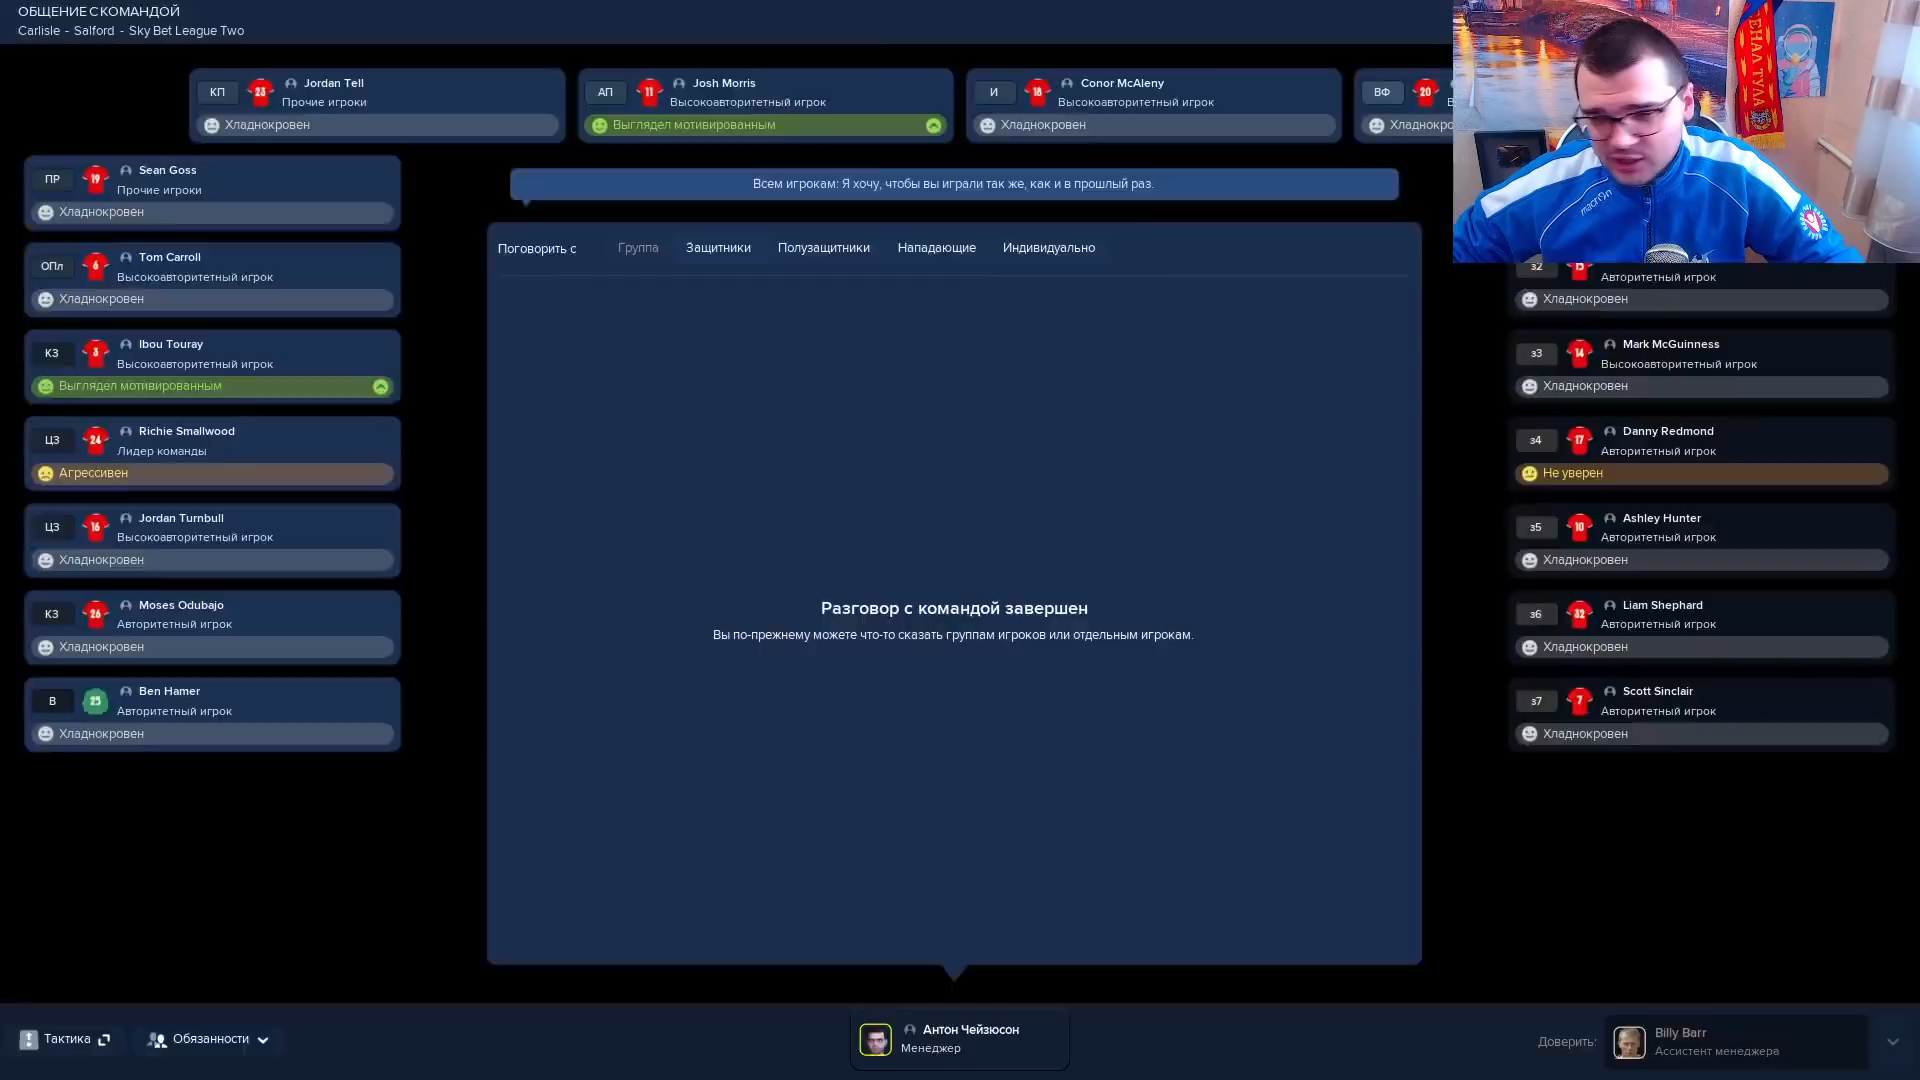 ОБЩЕНИЕ С КОМАНДОЙ
Carlisle - Salford - Sky Bet League Two
КП 23 Jordan Tell
Прочие игроки
Хладнокровен
АП 11 Josh Morris
Высокоавторитетный игрок
Выглядел мотивированным
И 18 Conor McAleny
Высокоавторитетный игрок
Хладнокровен
ВФ 20
Хладнокро
ЕНАЛ ТУЛА
macron
ПР 19 Sean Goss
Прочие игроки
Хладнокровен
ОПл 6 Tom Carroll
Высокоавторитетный игрок
Хладнокровен
КЗ 3 Ibou Touray
Высокоавторитетный игрок
Выглядел мотивированным
ЦЗ 24 Richie Smallwood
Лидер команды
Агрессивен
ЦЗ 16 Jordan Turnbull
Высокоавторитетный игрок
Хладнокровен
КЗ 26 Moses Odubajo
Авторитетный игрок
Хладнокровен
В 25 Ben Hamer
Авторитетный игрок
Хладнокровен
Всем игрокам: Я хочу, чтобы вы играли так же, как и в прошлый раз.
Поговорить с Группа Защитники Полузащитники Нападающие Индивидуально
Разговор с командой завершен
Вы по-прежнему можете что-то сказать группам игроков или отдельным игрокам.
з2 15
Авторитетный игрок
Хладнокровен
з3 14 Mark McGuinness
Высокоавторитетный игрок
Хладнокровен
з4 17 Danny Redmond
Авторитетный игрок
Не уверен
з5 10 Ashley Hunter
Авторитетный игрок
Хладнокровен
з6 32 Liam Shephard
Авторитетный игрок
Хладнокровен
з7 7 Scott Sinclair
Авторитетный игрок
Хладнокровен
Тактика
Обязанности
Антон Чейзюсон
Менеджер
Доверить:
Billy Barr
Ассистент менеджера